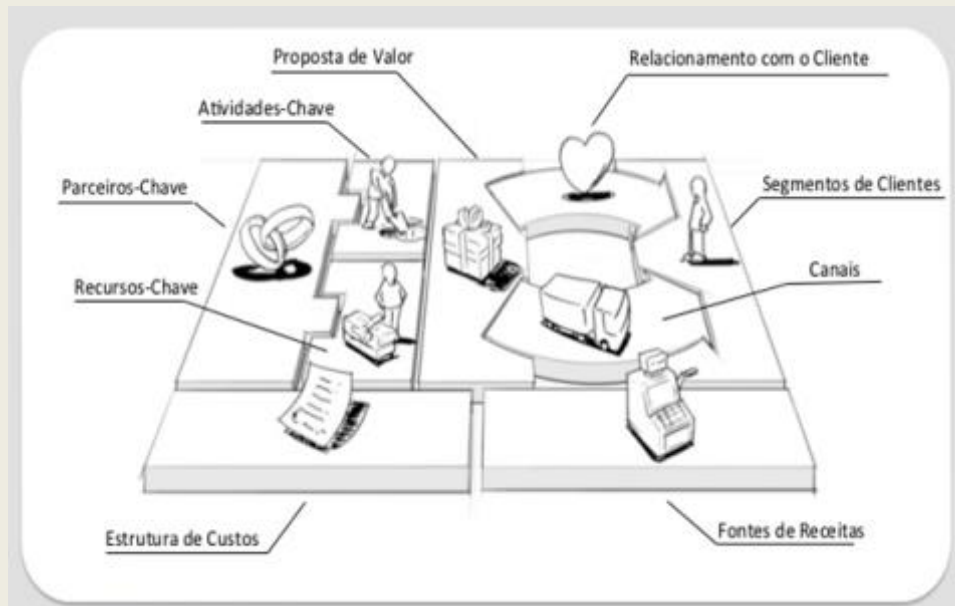 Proposta de Valor
Relacionamento com o Cliente
Atividades-Chave
Parceiros-Chave
Segmentos de Clientes
Canais
Recursos-Chave
Estrutura de Custos
Fontes de Receitas